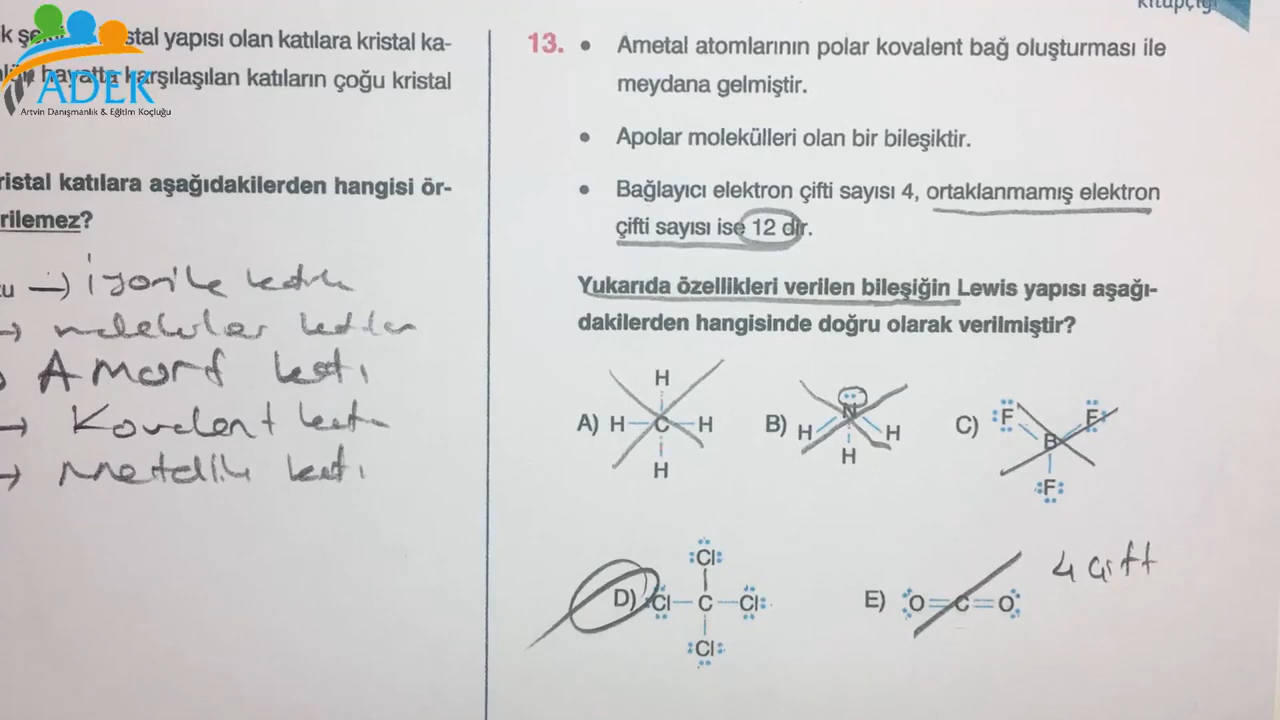 kitapçığı
stal yapısı olan katılara kristal ka-
hayatta karşılaşılan katıların çoğu kristal
ADEK
Artvin Danışmanlık & Eğitim Koçluğu
ristal katılara aşağıdakilerden hangisi ör-
rilemez?
→ iyonik katı
→ moleküler katılar
Amorf katı
→ Kovalent katı
→ metalik katı
13. • Ametal atomlarının polar kovalent bağ oluşturması ile
meydana gelmiştir.
• Apolar molekülleri olan bir bileşiktir.
• Bağlayıcı elektron çifti sayısı 4, ortaklanmamış elektron
çifti sayısı ise 12 dir.
Yukarıda özellikleri verilen bileşiğin Lewis yapısı aşağı-
dakilerden hangisinde doğru olarak verilmiştir?
H
A) H–C–H
H
B) H N H
H
C) :F B F:
:F:
:Cl:
D) :Cl–C–Cl:
:Cl:
E) :O=C=O:
4 çift